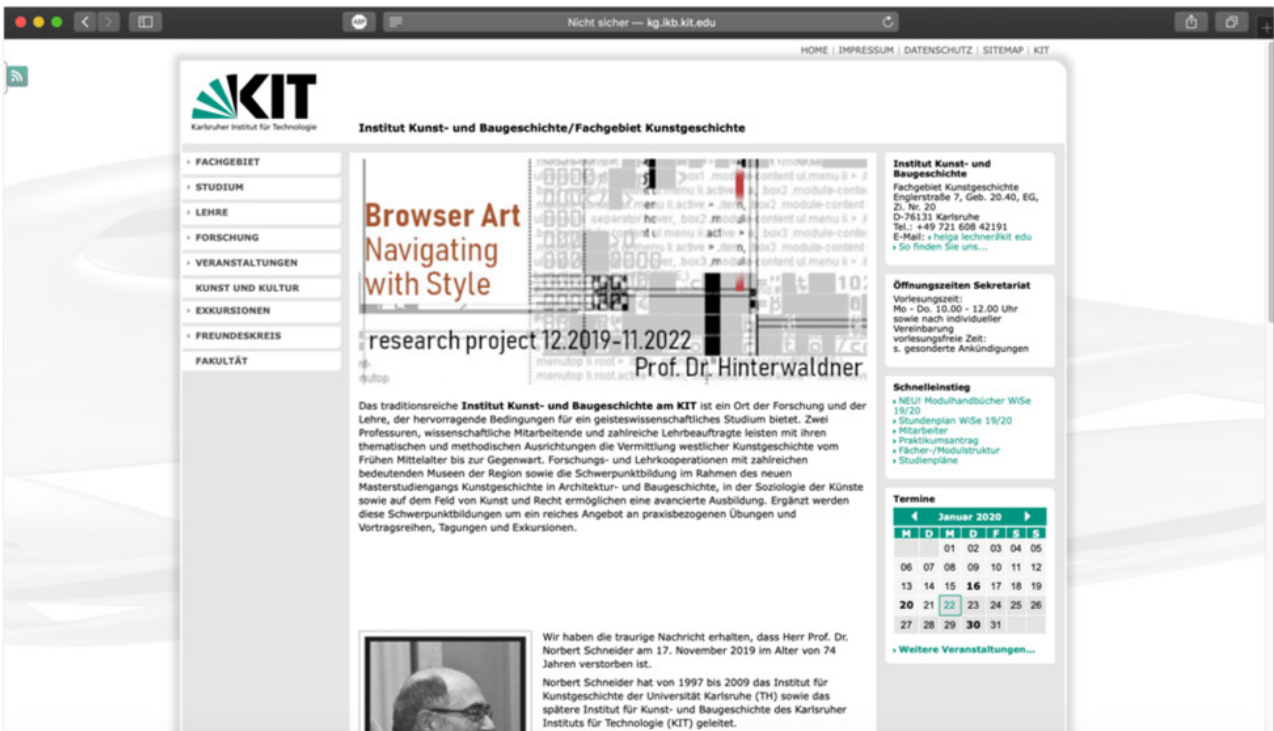 ABP
Nicht sicher — kg.ikb.kit.edu
HOME | IMPRESSUM | DATENSCHUTZ | SITEMAP | KIT
KIT
Karlsruher Institut für Technologie
Institut Kunst- und Baugeschichte/Fachgebiet Kunstgeschichte
FACHGEBIET
STUDIUM
LEHRE
FORSCHUNG
VERANSTALTUNGEN
KUNST UND KULTUR
EXKURSIONEN
FREUNDESKREIS
FAKULTÄT
Browser Art
Navigating
with Style
research project 12.2019-11.2022
Prof. Dr. Hinterwaldner
Das traditionsreiche Institut Kunst- und Baugeschichte am KIT ist ein Ort der Forschung und der
Lehre, der hervorragende Bedingungen für ein geisteswissenschaftliches Studium bietet. Zwei
Professuren, wissenschaftliche Mitarbeitende und zahlreiche Lehrbeauftragte leisten mit ihren
thematischen und methodischen Ausrichtungen die Vermittlung westlicher Kunstgeschichte vom
Frühen Mittelalter bis zur Gegenwart. Forschungs- und Lehrkooperationen mit zahlreichen
bedeutenden Museen der Region sowie die Schwerpunktbildung im Rahmen des neuen
Masterstudiengangs Kunstgeschichte in Architektur- und Baugeschichte, in der Soziologie der Künste
sowie auf dem Feld von Kunst und Recht ermöglichen eine avancierte Ausbildung. Ergänzt werden
diese Schwerpunktbildungen um ein reiches Angebot an praxisbezogenen Übungen und
Vortragsreihen, Tagungen und Exkursionen.
Wir haben die traurige Nachricht erhalten, dass Herr Prof. Dr.
Norbert Schneider am 17. November 2019 im Alter von 74
Jahren verstorben ist.
Norbert Schneider hat von 1997 bis 2009 das Institut für
Kunstgeschichte der Universität Karlsruhe (TH) sowie das
spätere Institut für Kunst- und Baugeschichte des Karlsruher
Instituts für Technologie (KIT) geleitet.
Institut Kunst- und
Baugeschichte
Fachgebiet Kunstgeschichte
Englerstraße 7, Geb. 20.40, EG,
Zi. Nr. 20
D-76131 Karlsruhe
Tel.: +49 721 608 42191
E-Mail: helga lechner∂kit edu
So finden Sie uns...
Öffnungszeiten Sekretariat
Vorlesungszeit:
Mo - Do. 10.00 - 12.00 Uhr
sowie nach individueller
Vereinbarung
vorlesungsfreie Zeit:
s. gesonderte Ankündigungen
Schnelleinstieg
NEU! Modulhandbücher WiSe
19/20
Stundenplan WiSe 19/20
Mitarbeiter
Praktikumsantrag
Fächer-/Modulstruktur
Studienpläne
Termine
Januar 2020
M D M D F S S
01 02 03 04 05
06 07 08 09 10 11 12
13 14 15 16 17 18 19
20 21 22 23 24 25 26
27 28 29 30 31
Weitere Veranstaltungen...